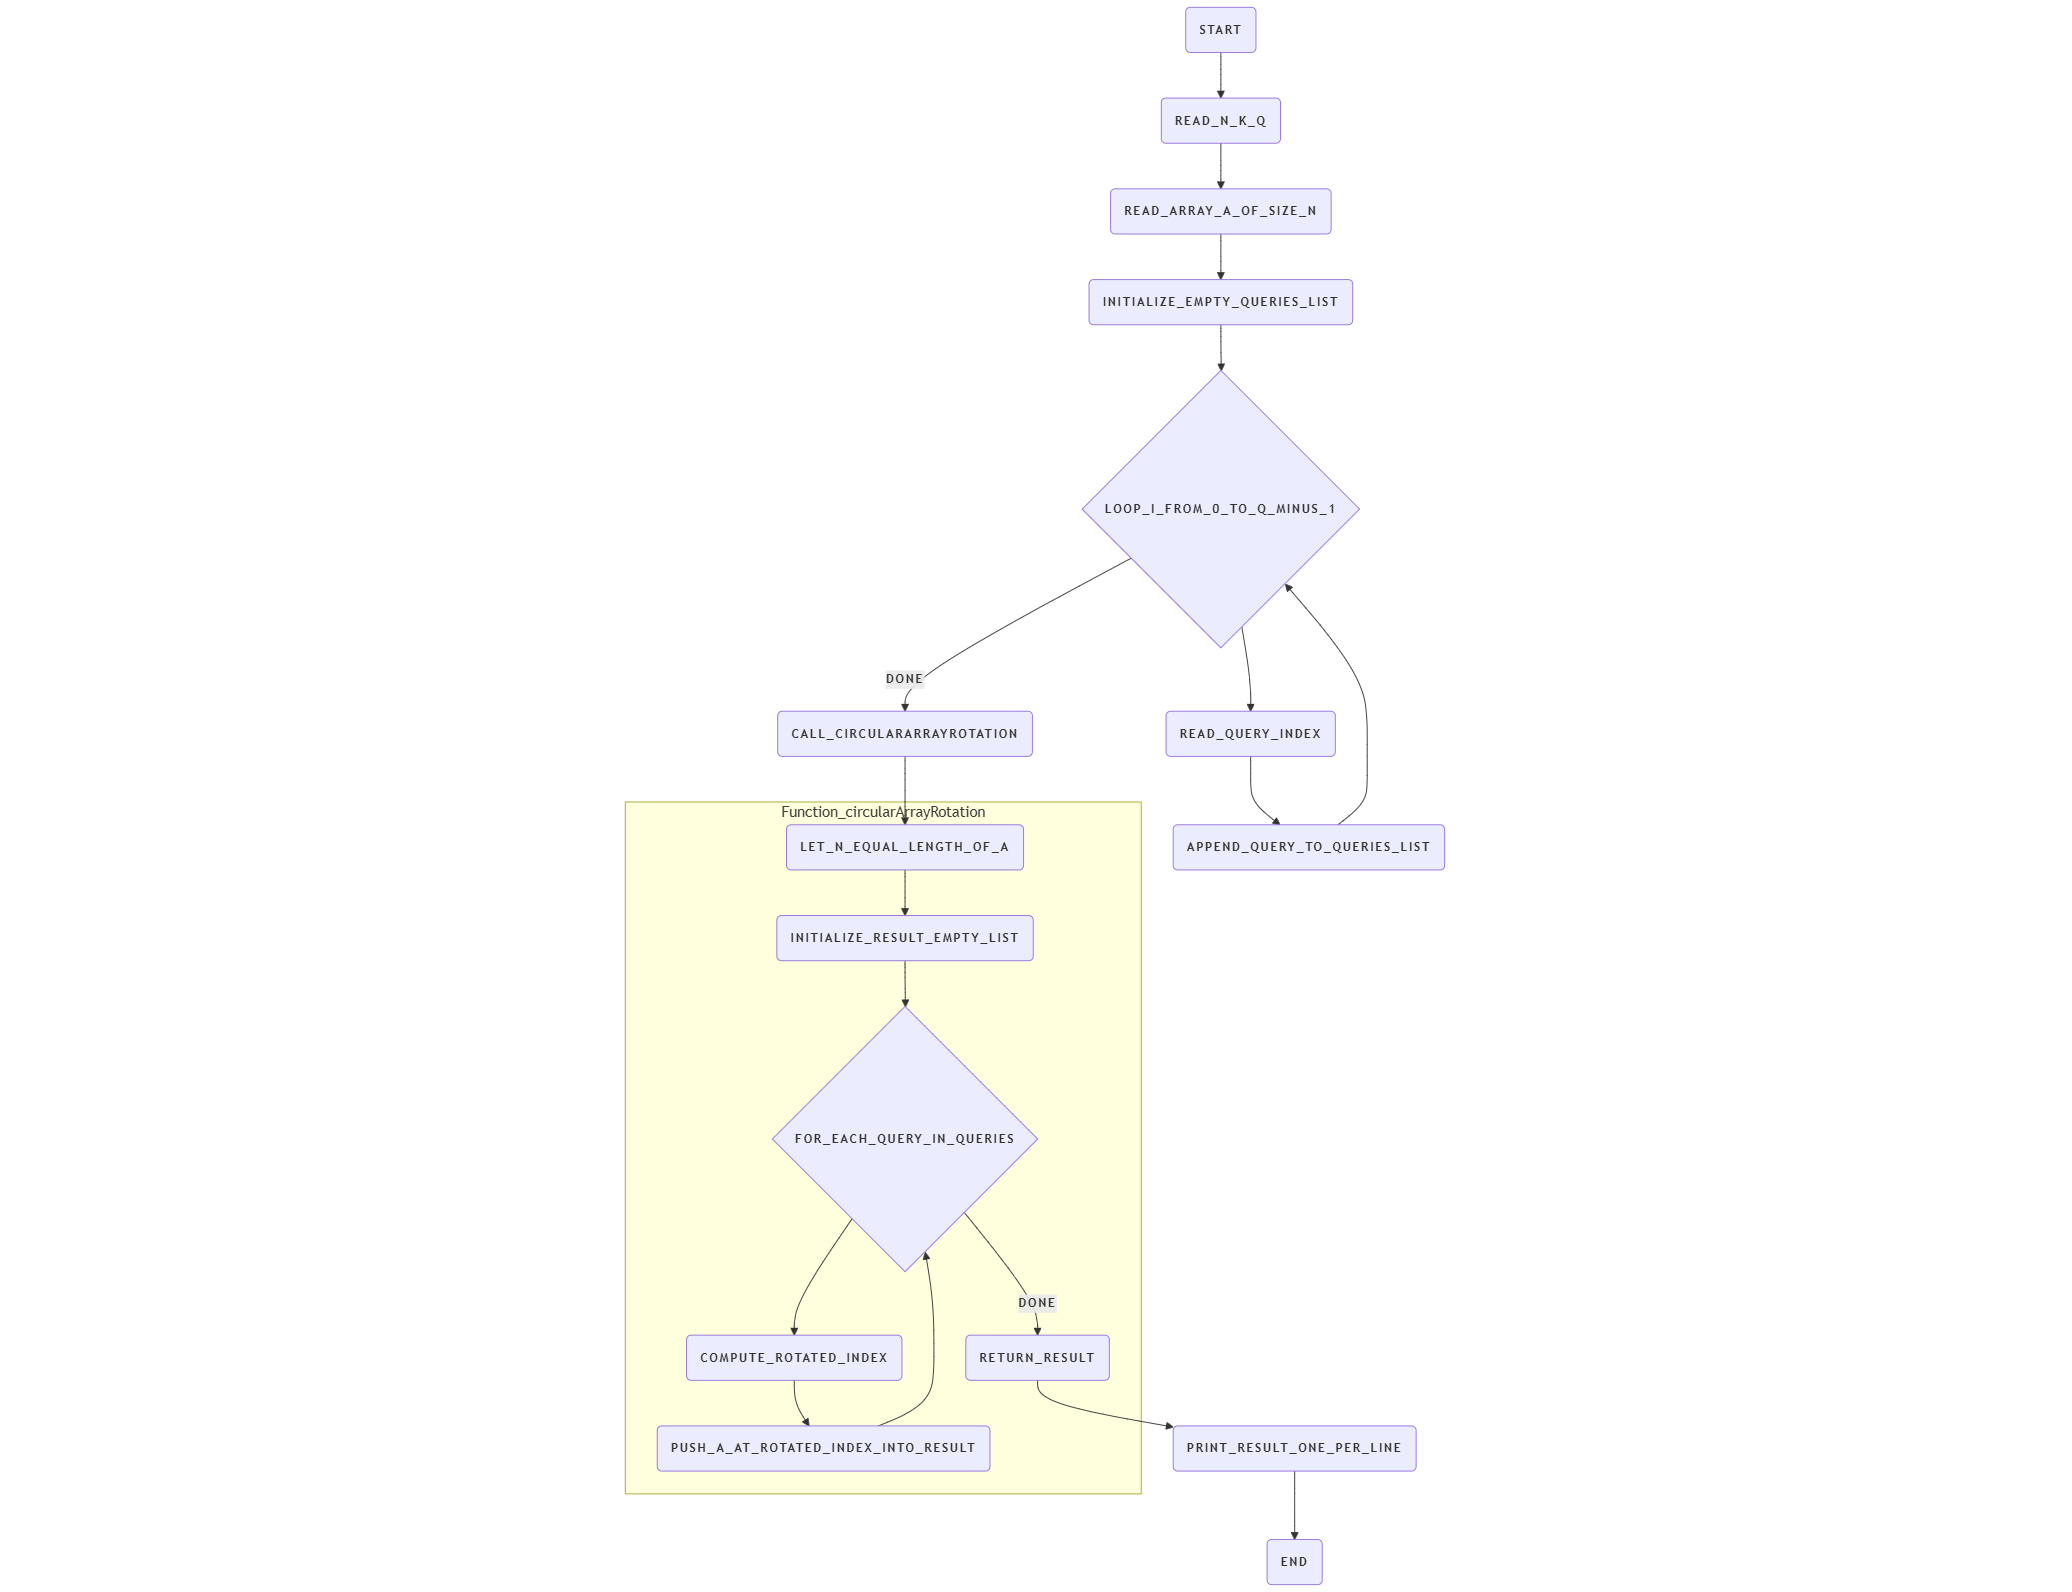 START
READ_N_K_Q
READ_ARRAY_A_OF_SIZE_N
INITIALIZE_EMPTY_QUERIES_LIST
LOOP_I_FROM_0_TO_Q_MINUS_1
DONE
CALL_CIRCULARARRAYROTATION
READ_QUERY_INDEX
Function_circularArrayRotation
LET_N_EQUAL_LENGTH_OF_A
APPEND_QUERY_TO_QUERIES_LIST
INITIALIZE_RESULT_EMPTY_LIST
FOR_EACH_QUERY_IN_QUERIES
DONE
COMPUTE_ROTATED_INDEX
RETURN_RESULT
PUSH_A_AT_ROTATED_INDEX_INTO_RESULT
PRINT_RESULT_ONE_PER_LINE
END